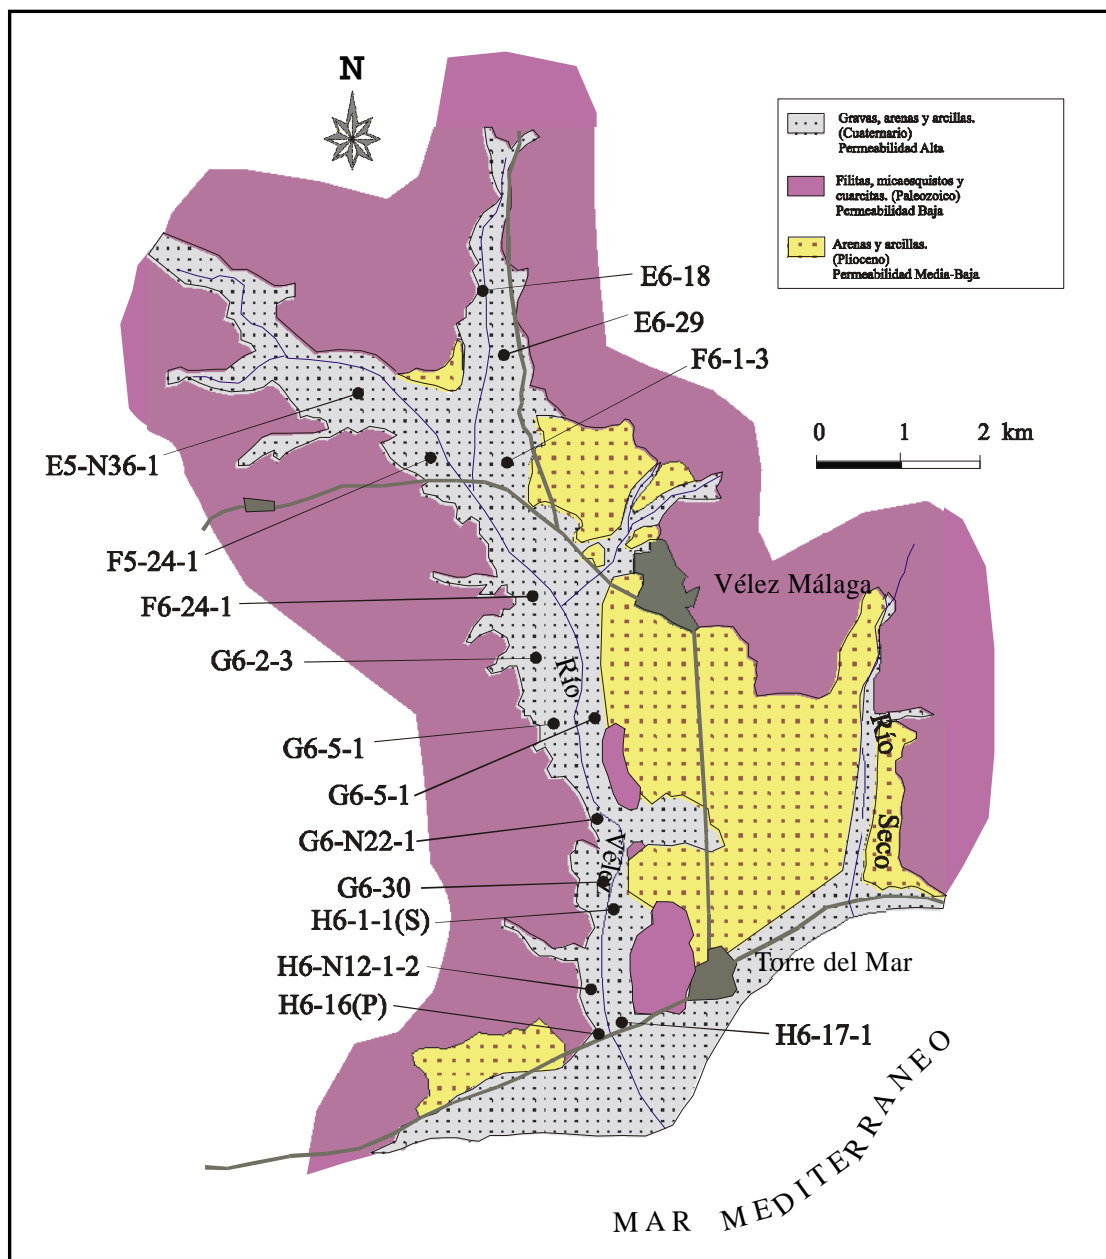 N
Gravas, arenas y arcillas.
(Cuaternario)
Permeabilidad Alta
Filitas, micaesquistos y
cuarcitas. (Paleozoico)
Permeabilidad Baja
Arenas y arcillas.
(Plioceno)
Permeabilidad Media-Baja
E6-18
E6-29
F6-1-3
0 1 2 km
E5-N36-1
F5-24-1
F6-24-1
Vélez Málaga
G6-2-3
Río
Río
G6-5-1
G6-5-1
G6-N22-1
Vélez
Seco
G6-30
H6-1-1(S)
H6-N12-1-2
Torre del Mar
H6-16(P)
H6-17-1
MAR MEDITERRANEO